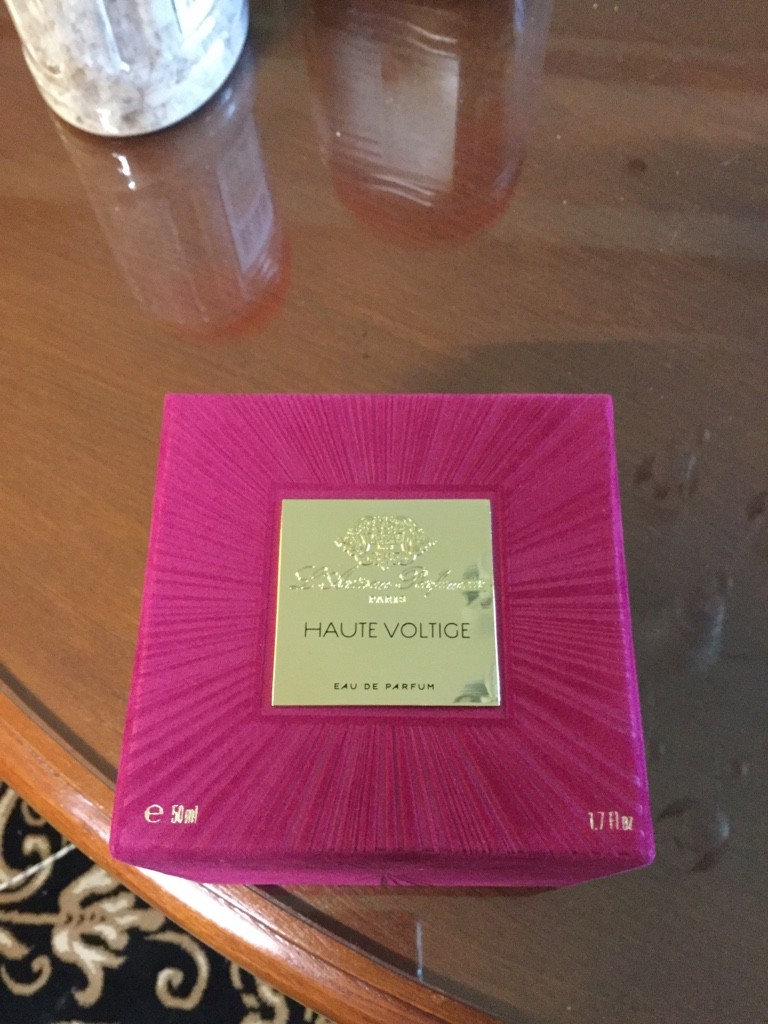 L'Artisan Parfumeur
PARIS
HAUTE VOLTIGE
EAU DE PARFUM
e 50ml
1.7 fl oz